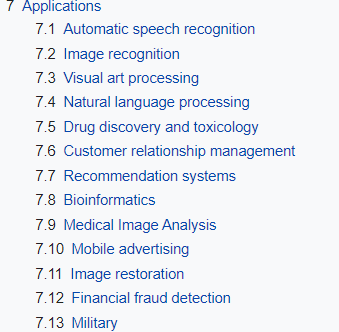 7 Applications
7.1 Automatic speech recognition
7.2 Image recognition
7.3 Visual art processing
7.4 Natural language processing
7.5 Drug discovery and toxicology
7.6 Customer relationship management
7.7 Recommendation systems
7.8 Bioinformatics
7.9 Medical Image Analysis
7.10 Mobile advertising
7.11 Image restoration
7.12 Financial fraud detection
7.13 Military